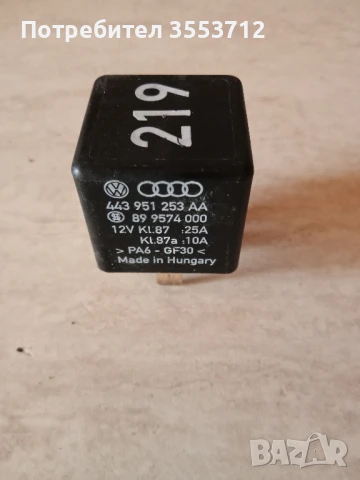 Потребител 3553712
219
443 951 253 AA
89 9574 000
12V Kl.87 :25A
Kl.87a :10A
> PA6 - GF30 <
Made in Hungary
BAZAR